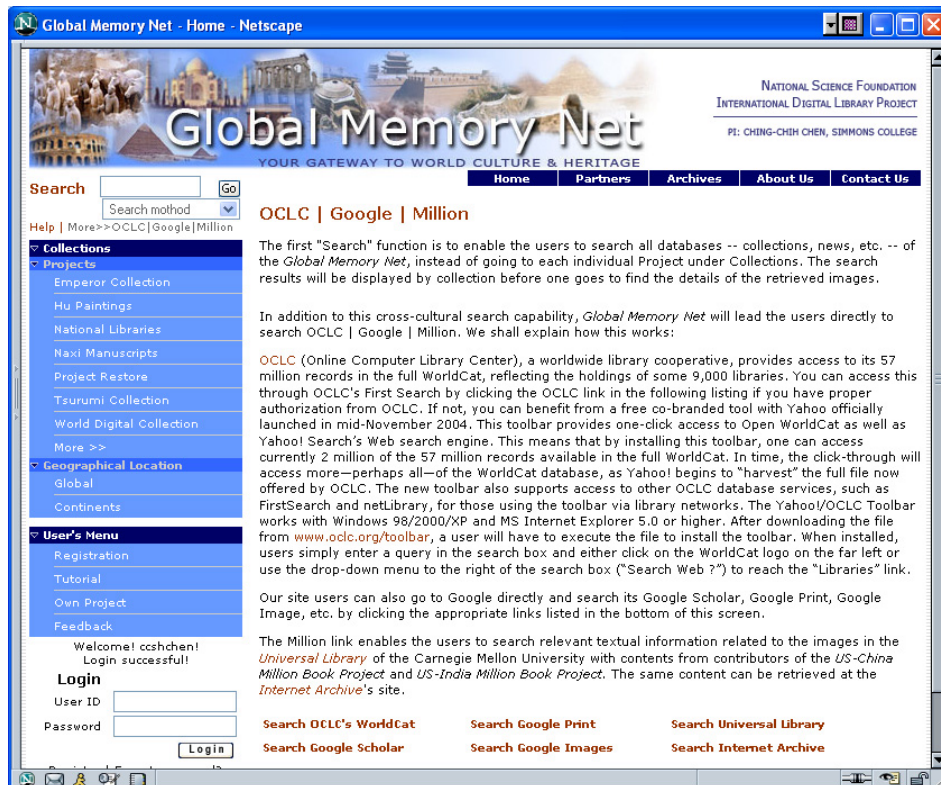 Global Memory Net - Home - Netscape
NATIONAL SCIENCE FOUNDATION
INTERNATIONAL DIGITAL LIBRARY PROJECT
PI: CHING-CHIH CHEN, SIMMONS COLLEGE
Global Memory Net
YOUR GATEWAY TO WORLD CULTURE & HERITAGE
Home Partners Archives About Us Contact Us
Search Go
Search mothod
Help | More>>OCLC|Google|Million
Collections
Projects
Emperor Collection
Hu Paintings
National Libraries
Naxi Manuscripts
Project Restore
Tsurumi Collection
World Digital Collection
More >>
Geographical Location
Global
Continents
User's Menu
Registration
Tutorial
Own Project
Feedback
Welcome! ccshchen!
Login successful!
Login
User ID
Password
Login
OCLC | Google | Million
The first "Search" function is to enable the users to search all databases -- collections, news, etc. -- of
the Global Memory Net, instead of going to each individual Project under Collections. The search
results will be displayed by collection before one goes to find the details of the retrieved images.
In addition to this cross-cultural search capability, Global Memory Net will lead the users directly to
search OCLC | Google | Million. We shall explain how this works:
OCLC (Online Computer Library Center), a worldwide library cooperative, provides access to its 57
million records in the full WorldCat, reflecting the holdings of some 9,000 libraries. You can access this
through OCLC's First Search by clicking the OCLC link in the following listing if you have proper
authorization from OCLC. If not, you can benefit from a free co-branded tool with Yahoo officially
launched in mid-November 2004. This toolbar provides one-click access to Open WorldCat as well as
Yahoo! Search's Web search engine. This means that by installing this toolbar, one can access
currently 2 million of the 57 million records available in the full WorldCat. In time, the click-through will
access more—perhaps all—of the WorldCat database, as Yahoo! begins to “harvest” the full file now
offered by OCLC. The new toolbar also supports access to other OCLC database services, such as
FirstSearch and netLibrary, for those using the toolbar via library networks. The Yahoo!/OCLC Toolbar
works with Windows 98/2000/XP and MS Internet Explorer 5.0 or higher. After downloading the file
from www.oclc.org/toolbar, a user will have to execute the file to install the toolbar. When installed,
users simply enter a query in the search box and either click on the WorldCat logo on the far left or
use the drop-down menu to the right of the search box (“Search Web ?”) to reach the “Libraries” link.
Our site users can also go to Google directly and search its Google Scholar, Google Print, Google
Image, etc. by clicking the appropriate links listed in the bottom of this screen.
The Million link enables the users to search relevant textual information related to the images in the
Universal Library of the Carnegie Mellon University with contents from contributors of the US-China
Million Book Project and US-India Million Book Project. The same content can be retrieved at the
Internet Archive's site.
Search OCLC's WorldCat Search Google Print Search Universal Library
Search Google Scholar Search Google Images Search Internet Archive